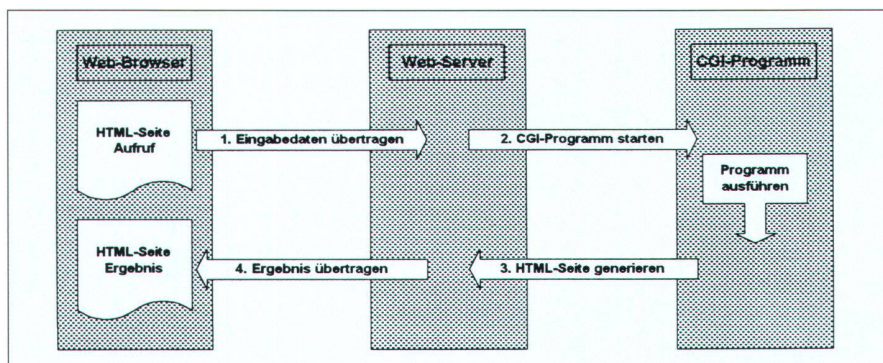 Web-Browser
Web-Server
CGI-Programm
HTML-Seite
Aufruf
1. Eingabedaten übertragen
2. CGI-Programm starten
Programm
ausführen
HTML-Seite
Ergebnis
4. Ergebnis übertragen
3. HTML-Seite generieren